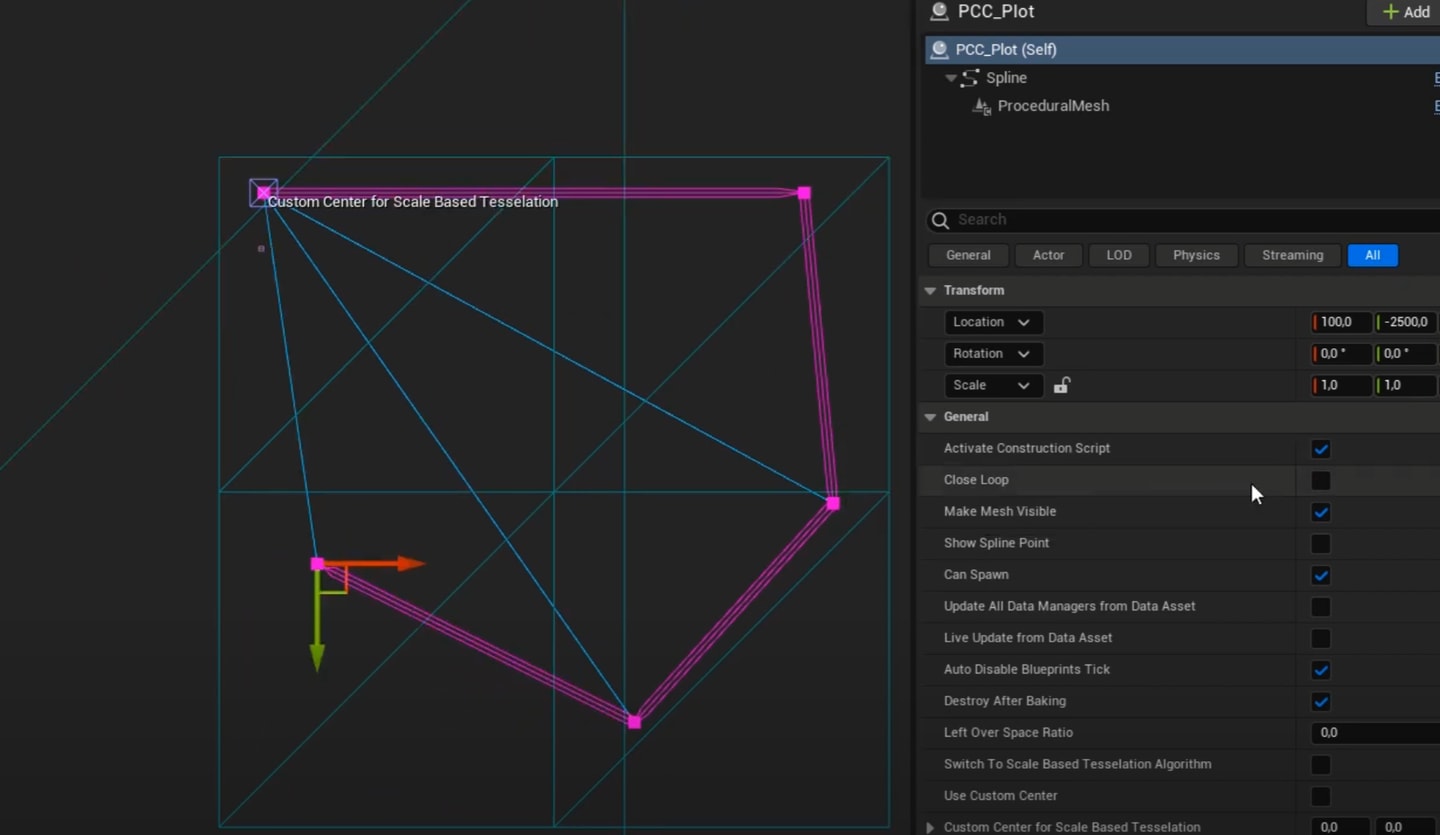 PCC_Plot
Add
PCC_Plot (Self)
Spline
ProceduralMesh
Custom Center for Scale Based Tesselation
Search
General Actor LOD Physics Streaming All
Transform
Location 100,0 -2500,0
Rotation 0,0 ° 0,0 °
Scale 1,0 1,0
General
Activate Construction Script
Close Loop
Make Mesh Visible
Show Spline Point
Can Spawn
Update All Data Managers from Data Asset
Live Update from Data Asset
Auto Disable Blueprints Tick
Destroy After Baking
Left Over Space Ratio 0,0
Switch To Scale Based Tesselation Algorithm
Use Custom Center
Custom Center for Scale Based Tesselation 0,0 0,0